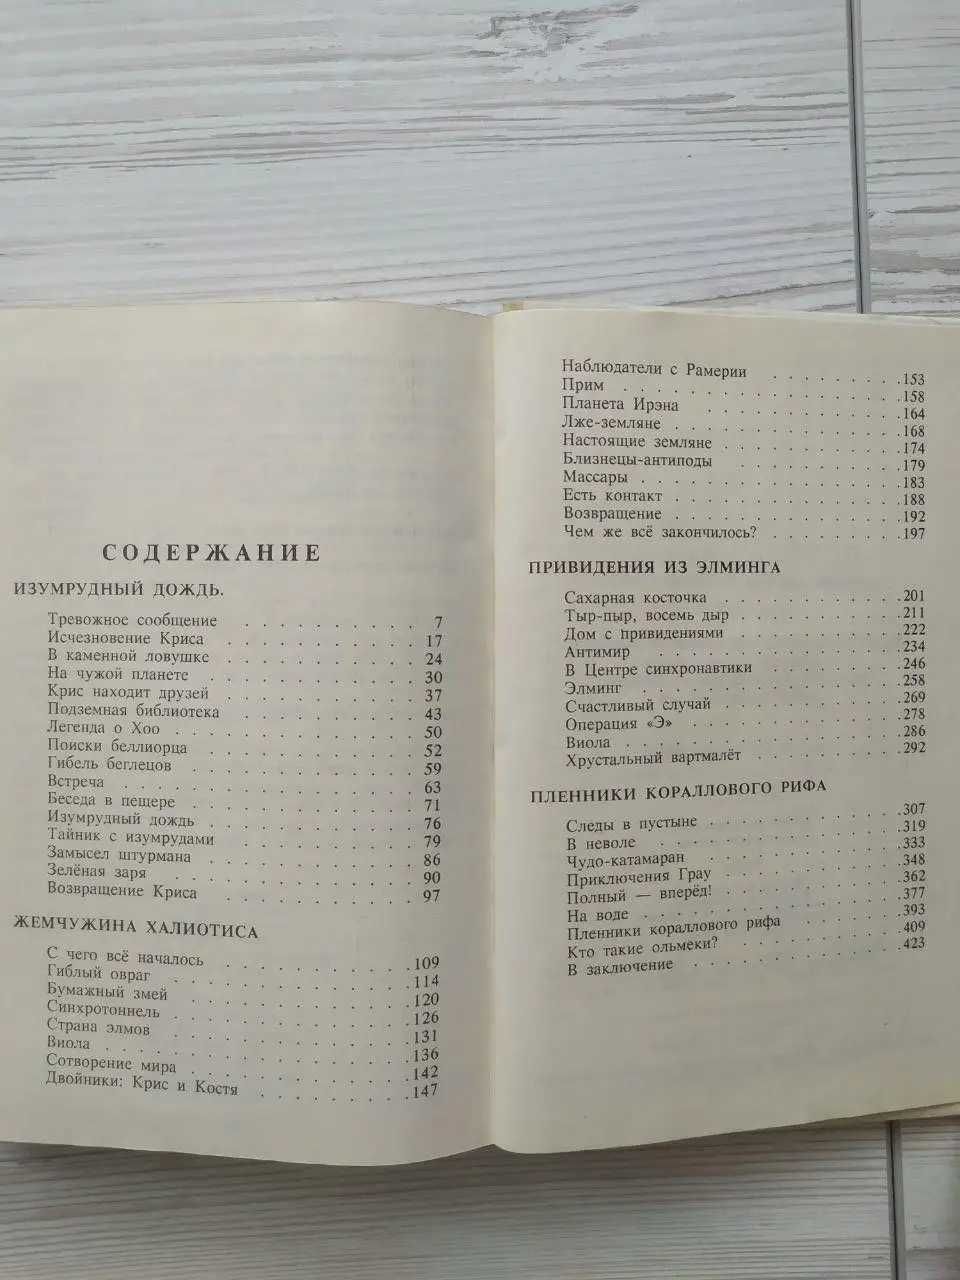 СОДЕРЖАНИЕ
ИЗУМРУДНЫЙ ДОЖДЬ.
Тревожное сообщение . . . . . . . . . . 7
Исчезновение Криса . . . . . . . . . . . 17
В каменной ловушке . . . . . . . . . . . 24
На чужой планете . . . . . . . . . . . . 30
Крис находит друзей . . . . . . . . . . 37
Подземная библиотека . . . . . . . . . . 43
Легенда о Хоо . . . . . . . . . . . . . 50
Поиски беллиорца . . . . . . . . . . . . 52
Гибель беглецов . . . . . . . . . . . . 59
Встреча . . . . . . . . . . . . . . . . 63
Беседа в пещере . . . . . . . . . . . . 71
Изумрудный дождь . . . . . . . . . . . . 76
Тайник с изумрудами . . . . . . . . . . 79
Замысел штурмана . . . . . . . . . . . . 86
Зелёная заря . . . . . . . . . . . . . . 90
Возвращение Криса . . . . . . . . . . . 97
ЖЕМЧУЖИНА ХАЛИОТИСА
С чего всё началось . . . . . . . . . . 109
Гиблый овраг . . . . . . . . . . . . . . 114
Бумажный змей . . . . . . . . . . . . . 120
Синхротоннель . . . . . . . . . . . . . 126
Страна элмов . . . . . . . . . . . . . . 131
Виола . . . . . . . . . . . . . . . . . 136
Сотворение мира . . . . . . . . . . . . 142
Двойники: Крис и Костя . . . . . . . . . 147
Наблюдатели с Рамерии . . . . . . . . . 153
Прим . . . . . . . . . . . . . . . . . . 158
Планета Ирэна . . . . . . . . . . . . . 164
Лже-земляне . . . . . . . . . . . . . . 168
Настоящие земляне . . . . . . . . . . . 174
Близнецы-антиподы . . . . . . . . . . . 179
Массары . . . . . . . . . . . . . . . . 183
Есть контакт . . . . . . . . . . . . . . 188
Возвращение . . . . . . . . . . . . . . 192
Чем же всё закончилось? . . . . . . . . 197
ПРИВИДЕНИЯ ИЗ ЭЛМИНГА
Сахарная косточка . . . . . . . . . . . 201
Тыр-пыр, восемь дыр . . . . . . . . . . 211
Дом с привидениями . . . . . . . . . . . 222
Антимир . . . . . . . . . . . . . . . . 234
В Центре синхронавтики . . . . . . . . . 246
Элминг . . . . . . . . . . . . . . . . . 258
Счастливый случай . . . . . . . . . . . 269
Операция «Э» . . . . . . . . . . . . . . 278
Виола . . . . . . . . . . . . . . . . . 286
Хрустальный вартмалёт . . . . . . . . . 292
ПЛЕННИКИ КОРАЛЛОВОГО РИФА
Следы в пустыне . . . . . . . . . . . . 307
В неволе . . . . . . . . . . . . . . . . 319
Чудо-катамаран . . . . . . . . . . . . . 333
Приключения Грау . . . . . . . . . . . . 348
Полный — вперёд! . . . . . . . . . . . . 362
На воде . . . . . . . . . . . . . . . . 377
Пленники кораллового рифа . . . . . . . 393
Кто такие ольмеки? . . . . . . . . . . . 409
В заключение . . . . . . . . . . . . . . 423